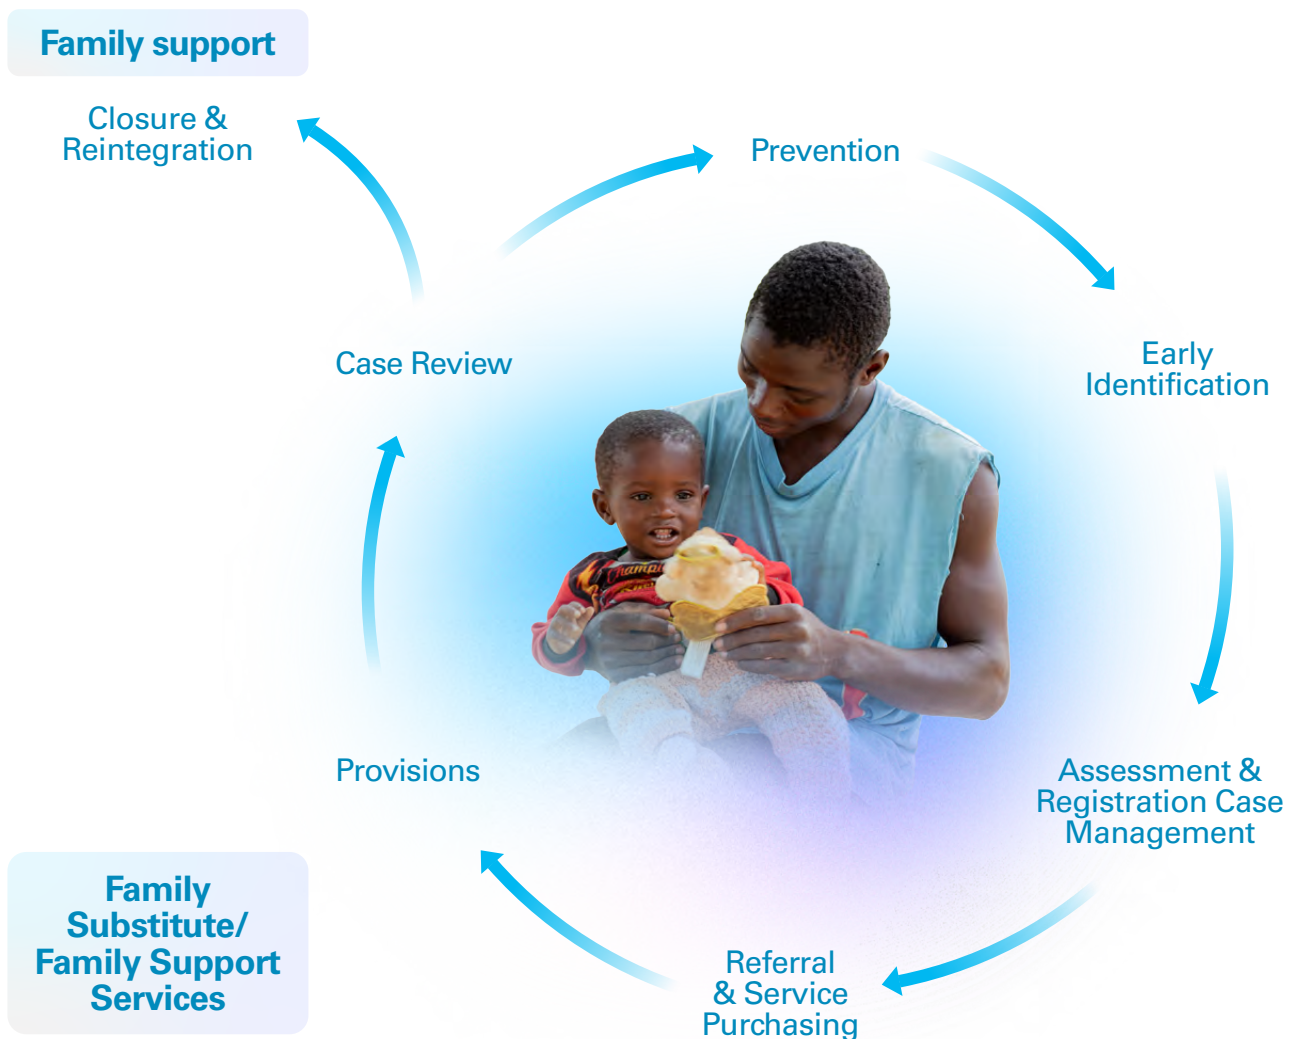 Family support
Closure &
Reintegration
Prevention
Case Review
Early
Identification
Provisions
Assessment &
Registration Case
Management
Family
Substitute/
Family Support
Services
Referral
& Service
Purchasing